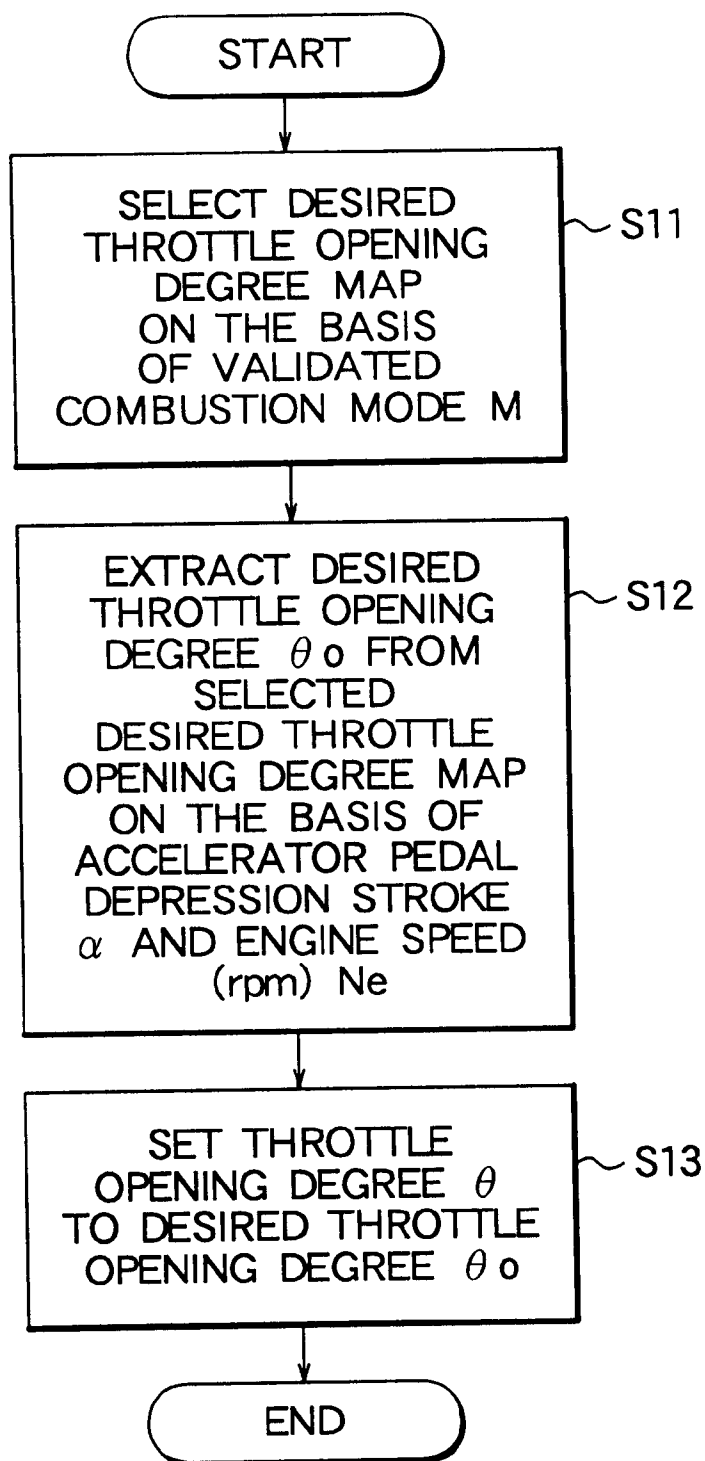 START
SELECT DESIRED
THROTTLE OPENING
DEGREE MAP
ON THE BASIS
OF VALIDATED
COMBUSTION MODE M
S11
EXTRACT DESIRED
THROTTLE OPENING
DEGREE θo FROM
SELECTED
DESIRED THROTTLE
OPENING DEGREE MAP
ON THE BASIS OF
ACCELERATOR PEDAL
DEPRESSION STROKE
α AND ENGINE SPEED
(rpm) Ne
S12
SET THROTTLE
OPENING DEGREE θ
TO DESIRED THROTTLE
OPENING DEGREE θo
S13
END